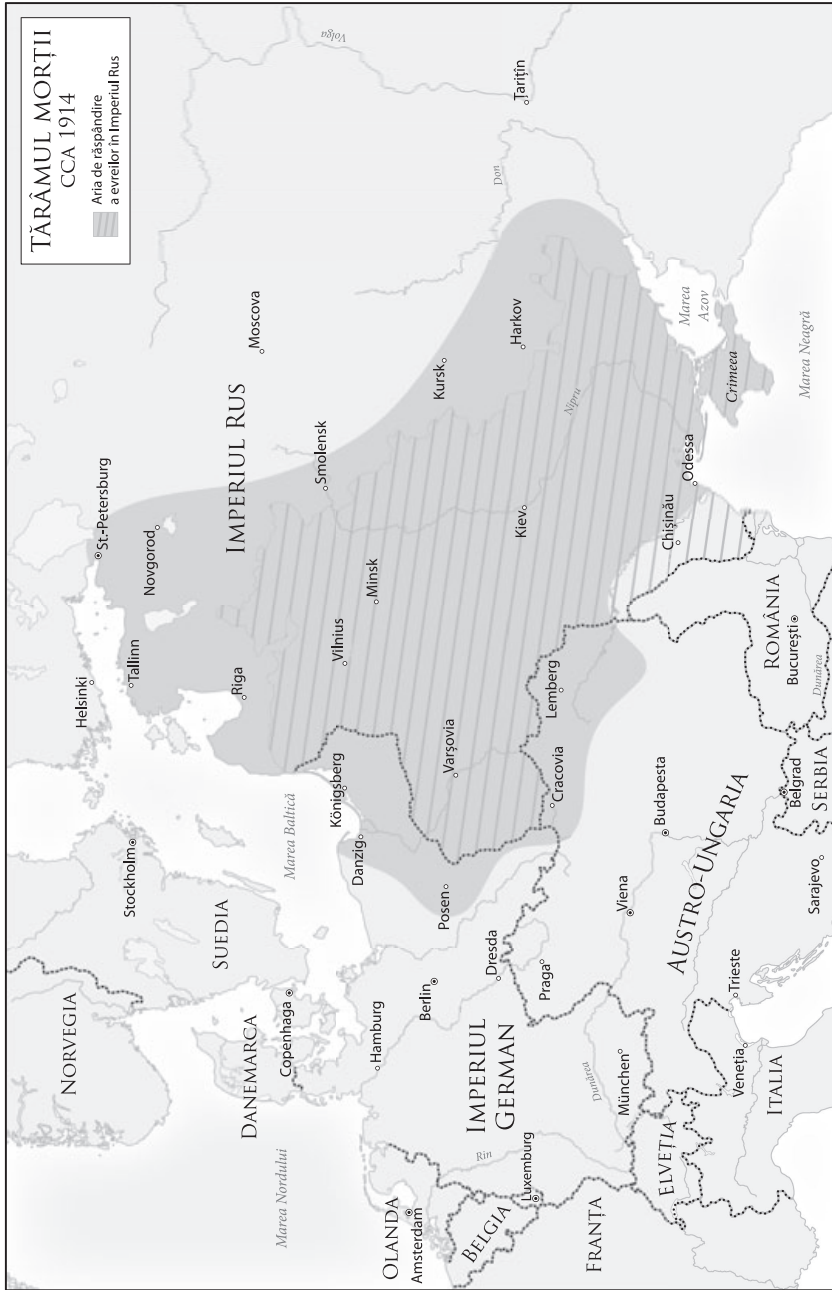 TĂRÂMUL MORȚII
CCA 1914
Aria de răspândire
a evreilor în Imperiul Rus
NORVEGIA
SUEDIA
Stockholm
Helsinki
St.-Petersburg
Tallinn
Novgorod
Volga
DANEMARCA
Copenhaga
Marea Nordului
Marea Baltică
Riga
IMPERIUL RUS
Moscova
Königsberg
Vilnius
Smolensk
Danzig
Minsk
Hamburg
OLANDA
Amsterdam
Berlin
Posen
Varșovia
Kursk
Don
IMPERIUL
GERMAN
Rin
BELGIA
Luxemburg
Dresda
Kiev
Harkov
Tarițin
Praga
Cracovia
Lemberg
Nipru
FRANȚA
Dunărea
München
Viena
Budapesta
Chișinău
Odessa
Marea
Azov
Crimeea
ELVEȚIA
AUSTRO-UNGARIA
Veneția
Trieste
ITALIA
Belgrad
SERBIA
Sarajevo
ROMÂNIA
București
Dunărea
Marea Neagră